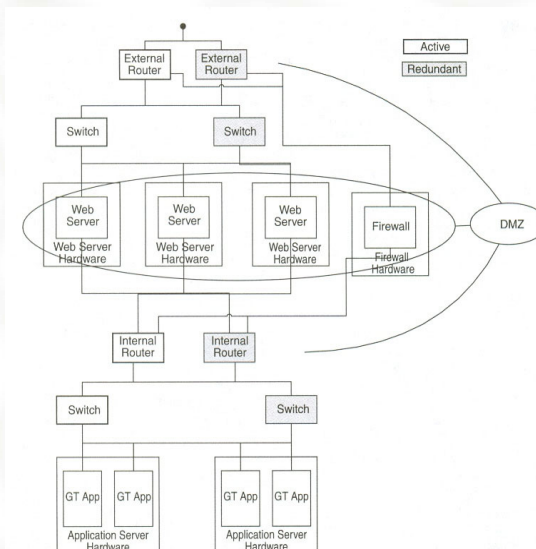 Active
Redundant
External
Router
External
Router
Switch
Switch
Web
Server
Web Server
Hardware
Web
Server
Web Server
Hardware
Web
Server
Web Server
Hardware
Firewall
Firewall
Hardware
DMZ
Internal
Router
Internal
Router
Switch
Switch
GT App
GT App
Application Server
Hardware
GT App
GT App
Application Server
Hardware